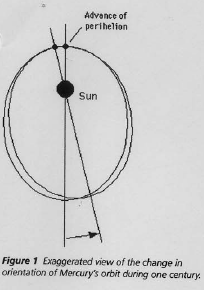 Advance of
perihelion
Sun
Figure 1 Exaggerated view of the change in
orientation of Mercury's orbit during one century.